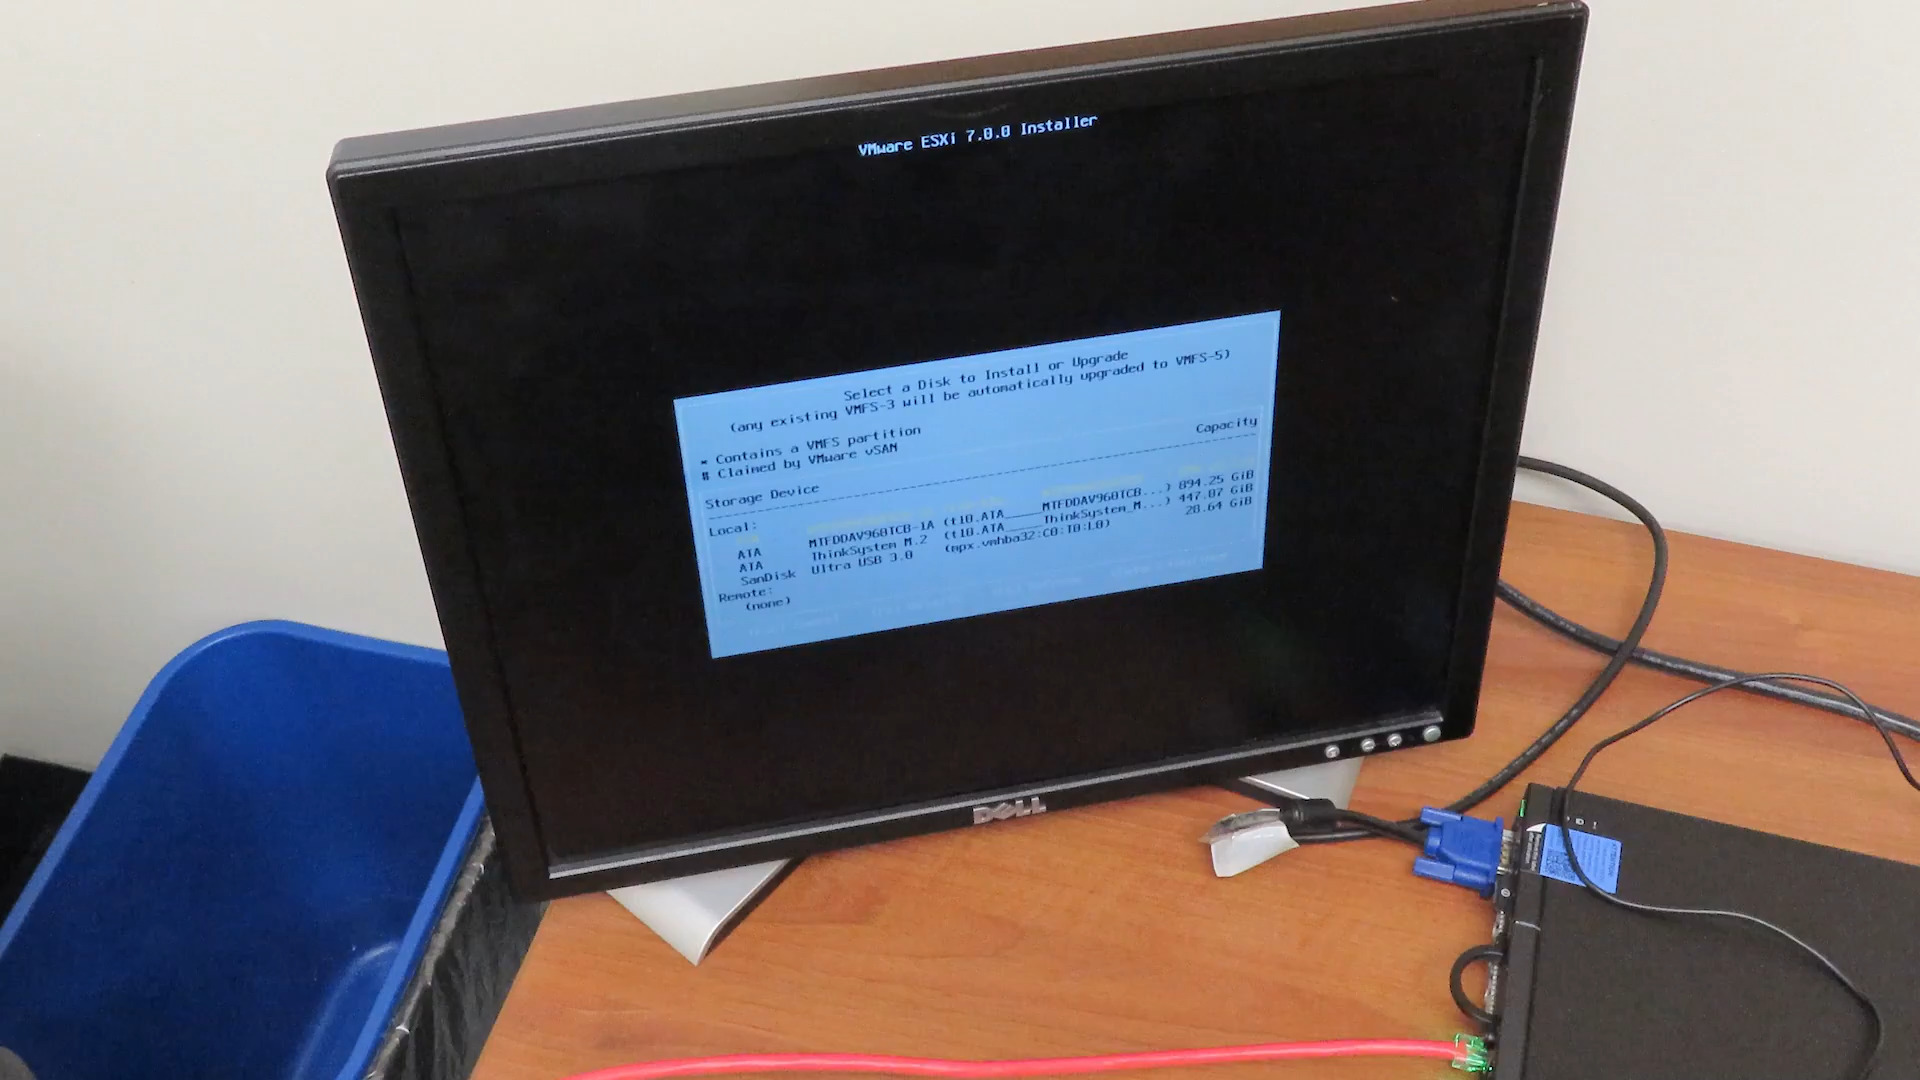 VMware ESXi 7.0.0 Installer
Select a Disk to Install or Upgrade
(any existing VMFS-3 will be automatically upgraded to VMFS-5)
* Contains a VMFS partition
# Claimed by VMware vSAN
Storage Device Capacity
Local:
ATA MTFDDAV960TCB-1A (t10.ATA_____MTFDDAV960TCB...) 894.25 GiB
ATA ThinkSystem M.2 (t10.ATA_____ThinkSystem_M...) 447.07 GiB
SanDisk Ultra USB 3.0 (mpx.vmhba32:C0:T0:L0) 28.64 GiB
Remote:
(none)
DELL